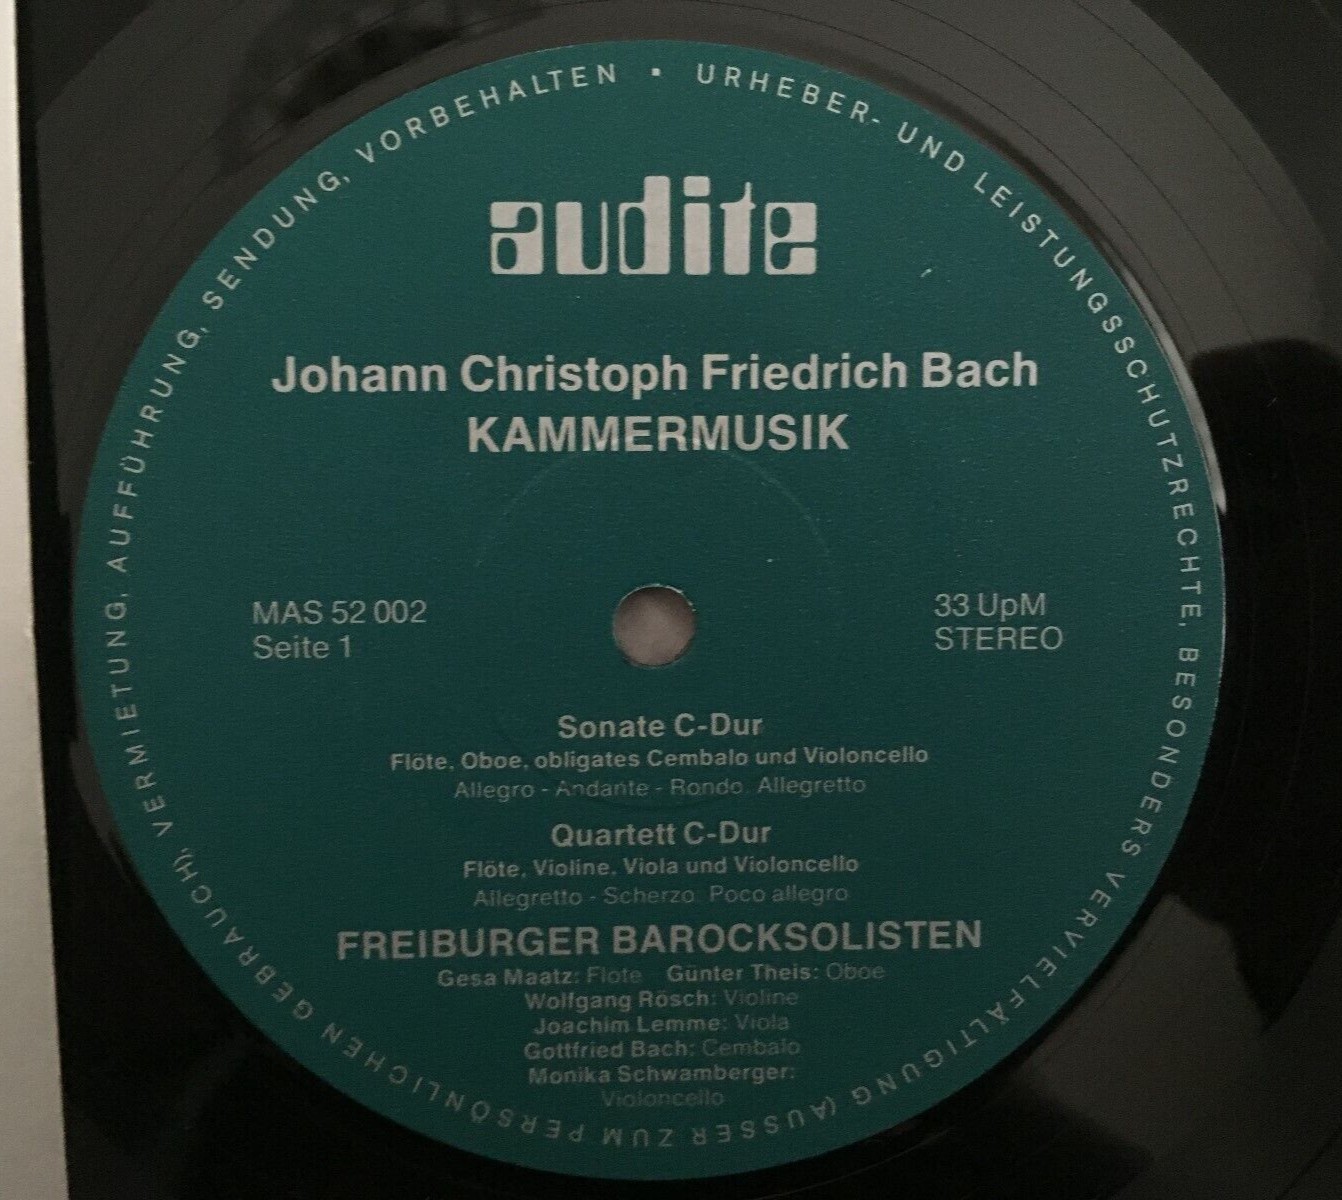 audite
Johann Christoph Friedrich Bach
KAMMERMUSIK
MAS 52 002
Seite 1
33 UpM
STEREO
Sonate C-Dur
Flöte, Oboe, obligates Cembalo und Violoncello
Allegro - Andante - Rondo. Allegretto
Quartett C-Dur
Flöte, Violine, Viola und Violoncello
Allegretto - Scherzo Poco allegro
FREIBURGER BAROCKSOLISTEN
Gesa Maatz: Flöte Günter Theis: Oboe
Wolfgang Rösch: Violine
Joachim Lemme: Viola
Gottfried Bach: Cembalo
Monika Schwamberger:
Violoncello
URHEBER- UND LEISTUNGSSCHUTZRECHTE, BESONDERS VERVIELFÄLTIGUNG (AUSSER ZUM PERSÖNLICHEN GEBRAUCH), VERMIETUNG, AUFFÜHRUNG, SENDUNG, VORBEHALTEN ·